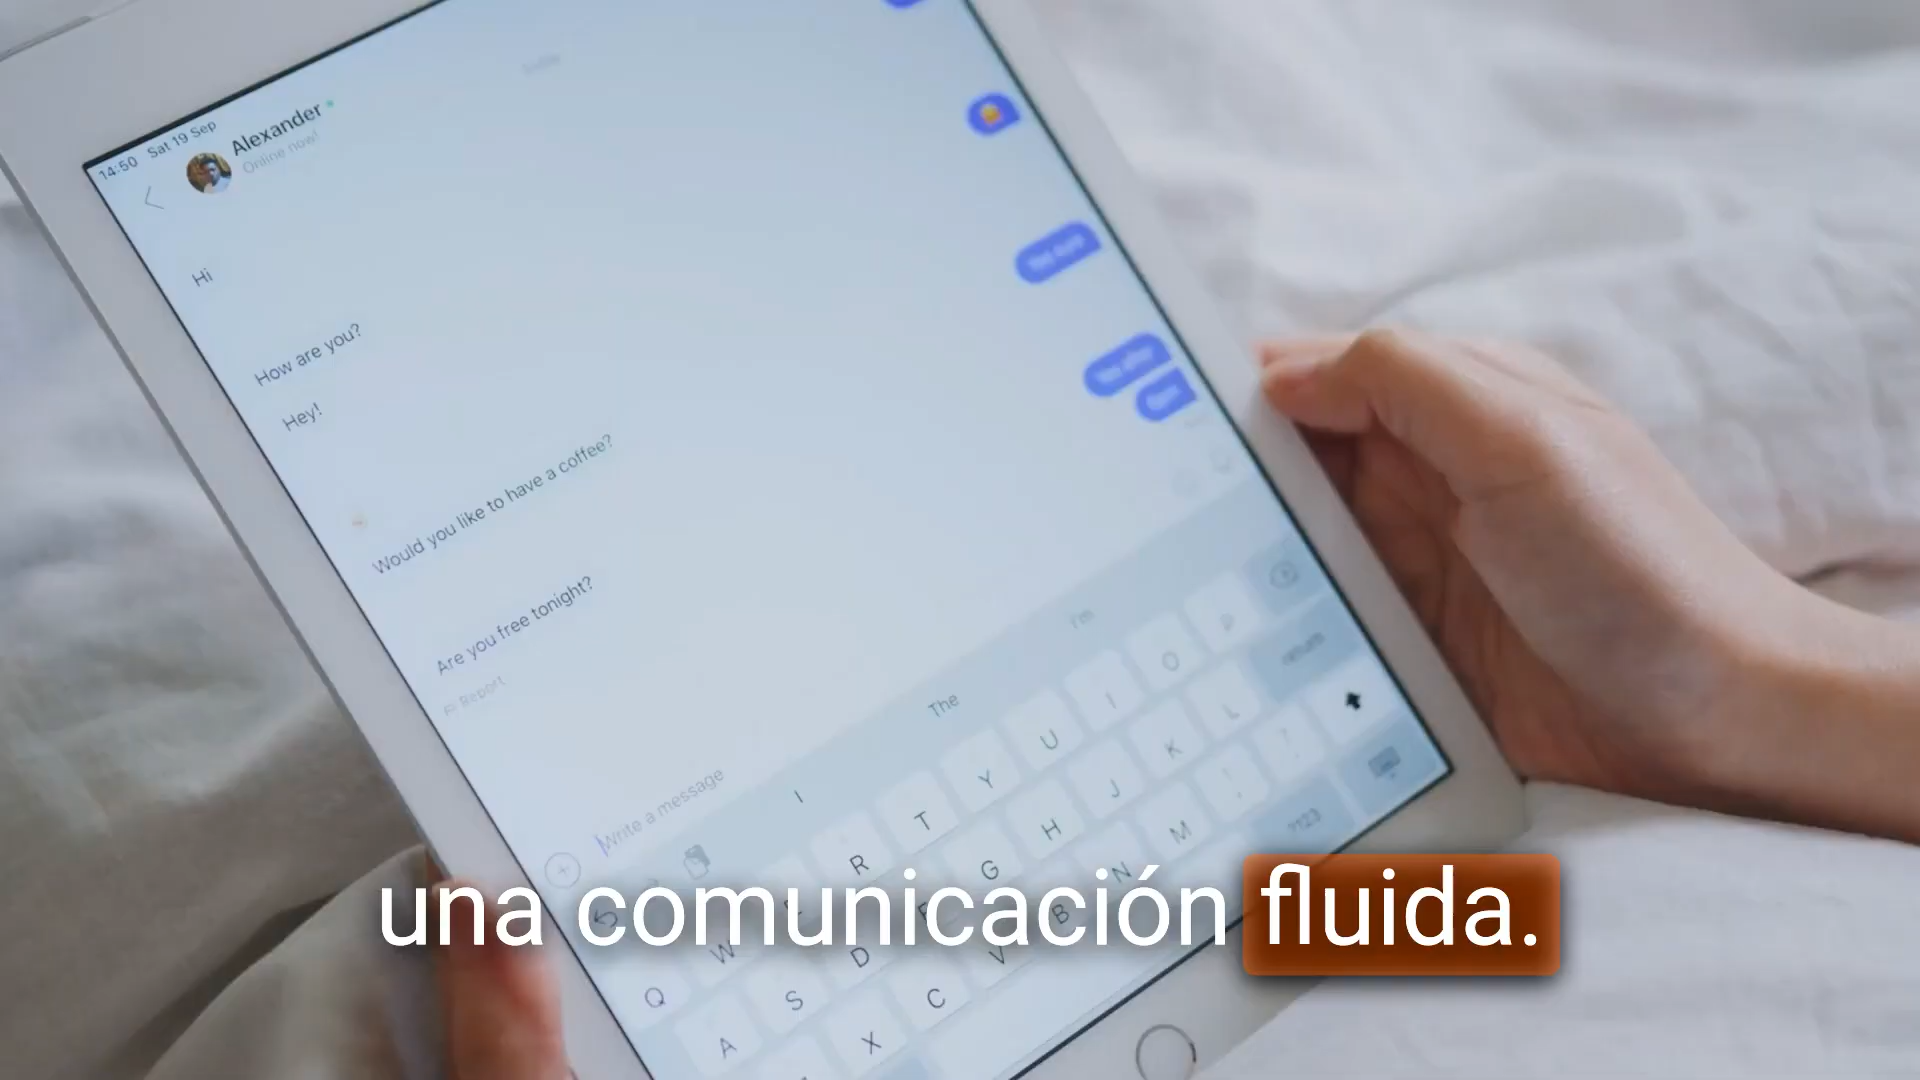 14:50 Sat 19 Sep
Alexander
Online now!
Hi
How are you?
Hey!
Would you like to have a coffee?
Are you free tonight?
Report
Write a message
I The I'm
Q W R T Y U I O P
A S D F G H J K L return
X C V B N M ! ?
?123
una comunicación fluida.